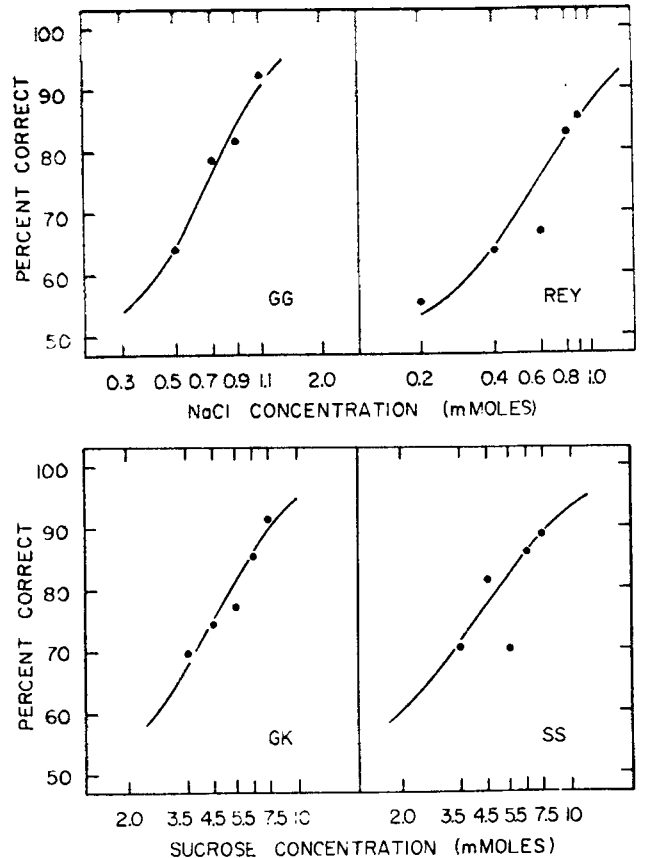 100
90
80
70
60
50
PERCENT CORRECT
GG
REY
0.3 0.5 0.7 0.9 1.1 2.0 0.2 0.4 0.6 0.8 1.0
NaCl CONCENTRATION (mMOLES)
100
90
80
70
60
50
PERCENT CORRECT
GK
SS
2.0 3.5 4.5 5.5 7.5 10 2.0 3.5 4.5 5.5 7.5 10
SUCROSE CONCENTRATION (mMOLES)